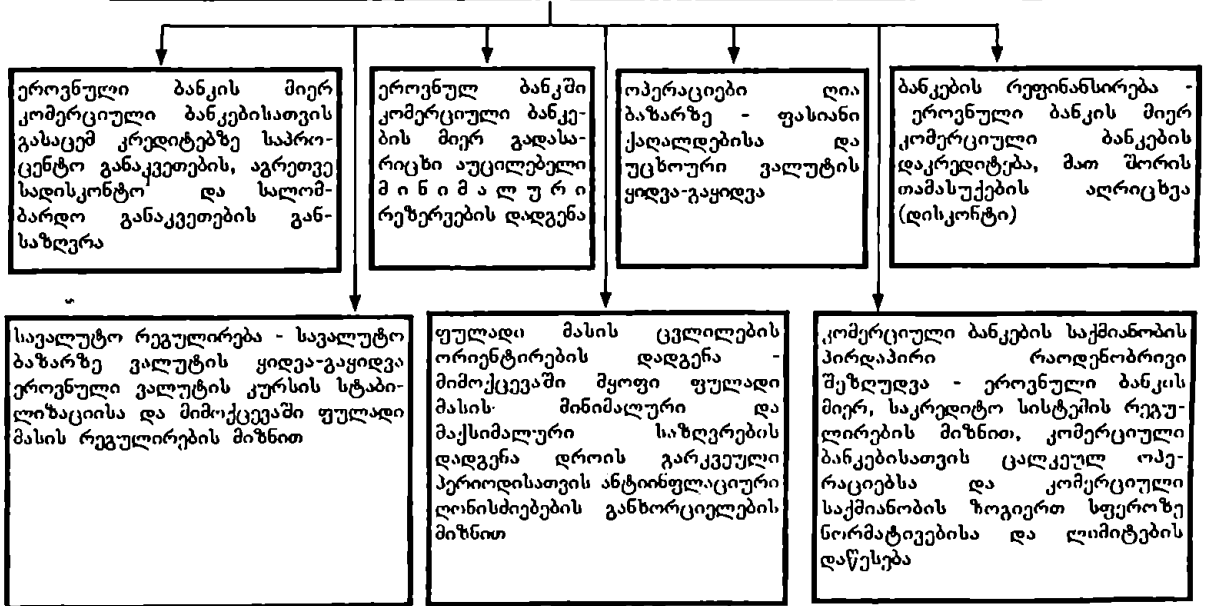 ეროვნული ბანკის მიერ
კომერციული ბანკებისათვის
გასაცემ კრედიტებზე საპრო-
ცენტო განაკვეთების, აგრეთვე
სადისკონტო და სალომ-
ბარდო განაკვეთების გან-
საზღვრა
ეროვნულ ბანკში
კომერციული ბანკე-
ბის მიერ გადასა-
რიცხი აუცილებელი
მ ი ნ ი მ ა ლ უ რ ი
რეზერვების დადგენა
ოპერაციები ღია
ბაზარზე - ფასიანი
ქაღალდებისა და
უცხოური ვალუტის
ყიდვა-გაყიდვა
ბანკების რეფინანსირება -
ეროვნული ბანკის მიერ
კომერციული ბანკების
დაკრედიტება, მათ შორის
თამასუქების აღრიცხვა
(დისკონტი)
სავალუტო რეგულირება - სავალუტო
ბაზარზე ვალუტის ყიდვა-გაყიდვა
ეროვნული ვალუტის კურსის სტაბი-
ლიზაციისა და მიმოქცევაში ფულადი
მასის რეგულირების მიზნით
ფულადი მასის ცვლილების
ორიენტირების დადგენა -
მიმოქცევაში მყოფი ფულადი
მასის მინიმალური და
მაქსიმალური საზღვრების
დადგენა დროის გარკვეული
პერიოდისათვის ანტიინფლაციური
ღონისძიებების განხორციელების
მიზნით
კომერციული ბანკების საქმიანობის
პირდაპირი რაოდენობრივი
შეზღუდვა - ეროვნული ბანკის
მიერ, საკრედიტო სისტემის რეგუ-
ლირების მიზნით, კომერციული
ბანკებისათვის ცალკეულ ოპე-
რაციებსა და კომერციული
საქმიანობის ზოგიერთ სფეროზე
ნორმატივებისა და ლიმიტების
დაწესება